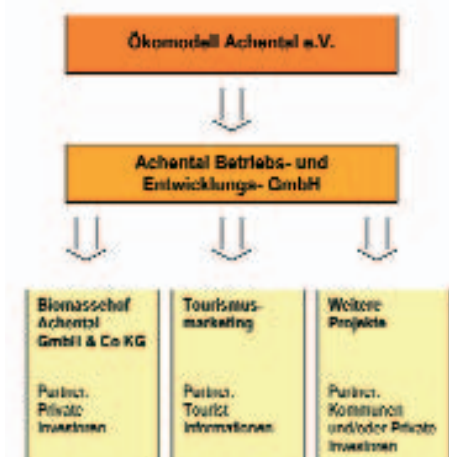 Ökomodell Achental e.V.
Achental Betriebs- und
Entwicklungs- GmbH
Biomassehof
Achental
GmbH & Co KG
Partner:
Private
Investoren
Tourismus-
marketing
Partner:
Tourist
Informationen
Weitere
Projekte
Partner:
Kommunen
und/oder Private
Investoren